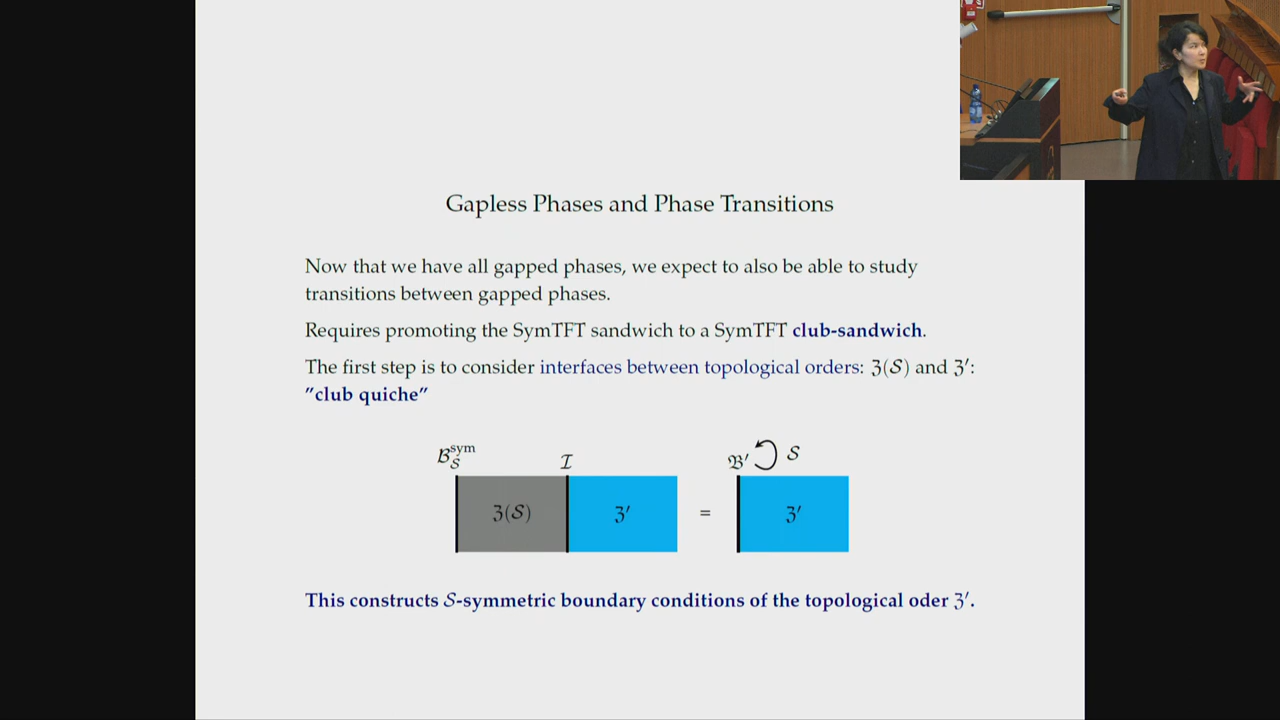 Gapless Phases and Phase Transitions
Now that we have all gapped phases, we expect to also be able to study
transitions between gapped phases.
Requires promoting the SymTFT sandwich to a SymTFT club-sandwich.
The first step is to consider interfaces between topological orders: ℨ(𝒮) and ℨ′:
"club quiche"
ℬ_𝒮^sym ℐ 𝔅′ 𝒮
ℨ(𝒮) ℨ′ = ℨ′
This constructs 𝒮-symmetric boundary conditions of the topological oder ℨ′.